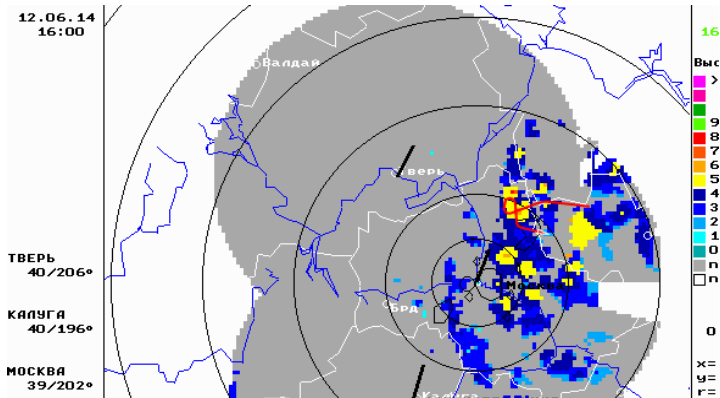 12.06.14
16:00
16
Валдай
Выс
>
9
8
7
6
5
4
3
2
1
0
п
п
Тверь
Москва
Брд
Калуга
ТВЕРЬ
40/206°
КАЛУГА
40/196°
МОСКВА
39/202°
0
x=
y=
r=